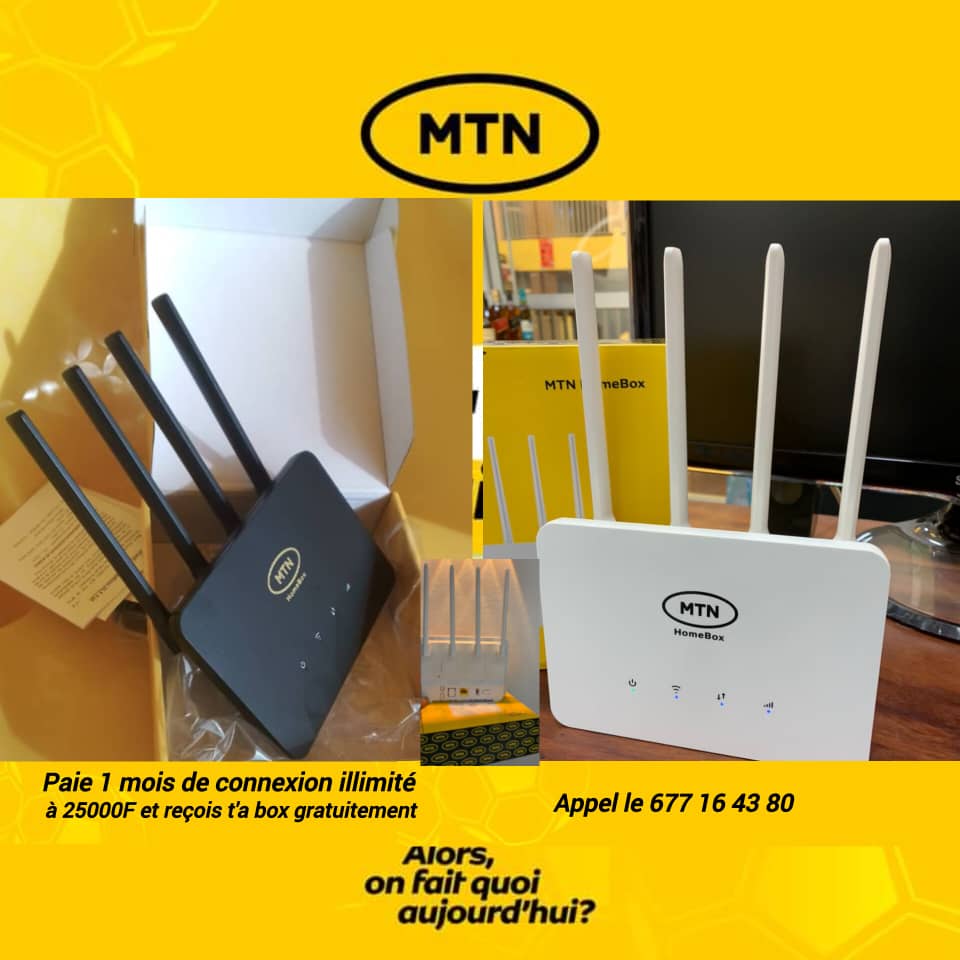 MTN
MTN HomeBox
MTN
HomeBox
MTN
HomeBox
Paie 1 mois de connexion illimité
à 25000F et reçois t'a box gratuitement
Appel le 677 16 43 80
Alors,
on fait quoi
aujourd'hui?